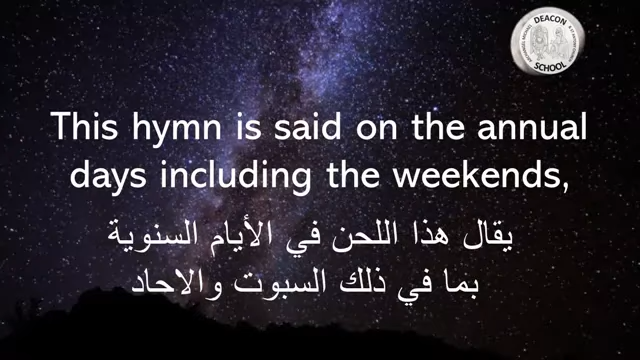 DEACON
SCHOOL
This hymn is said on the annual
days including the weekends,
يقال هذا اللحن في الأيام السنوية
بما في ذلك السبوت والاحاد